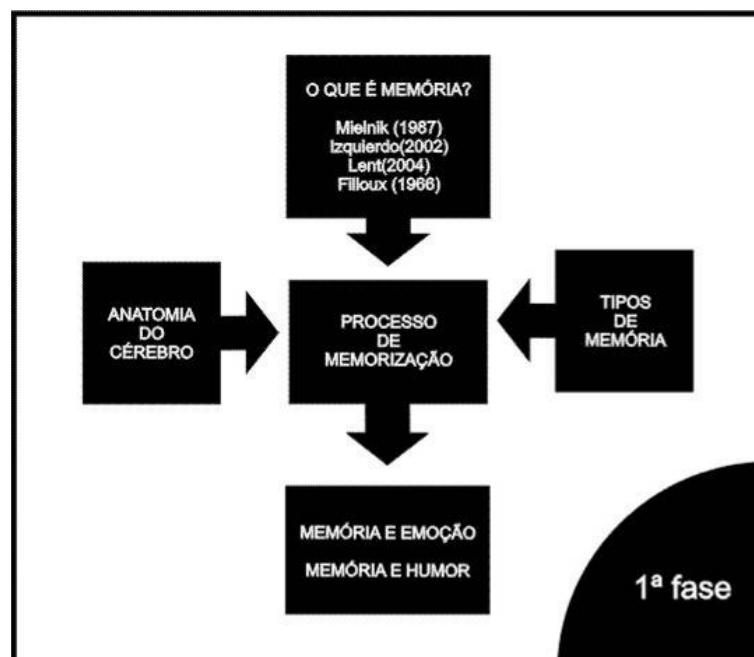 O QUE É MEMÓRIA?
Mielnik (1987)
Izquierdo(2002)
Lent(2004)
Filloux (1966)
ANATOMIA
DO
CÉREBRO
PROCESSO
DE
MEMORIZAÇÃO
TIPOS
DE
MEMÓRIA
MEMÓRIA E EMOÇÃO
MEMÓRIA E HUMOR
1ª fase